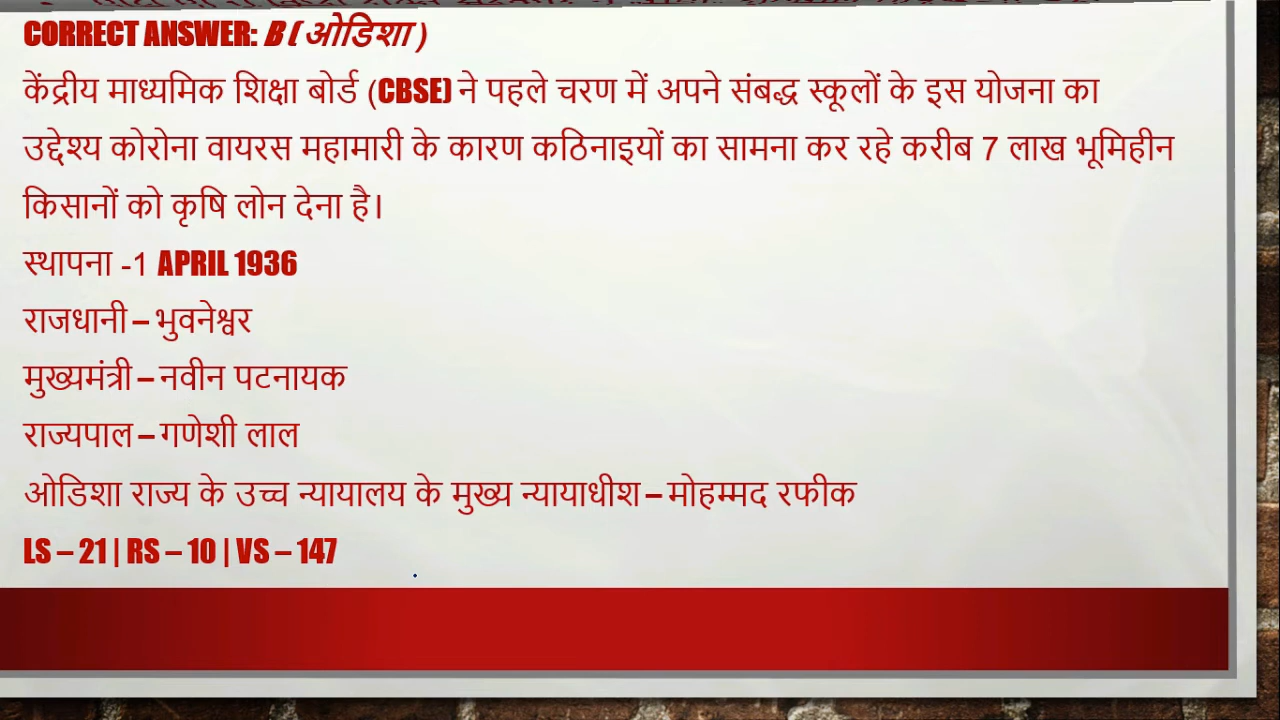 CORRECT ANSWER: B ( ओडिशा )
केंद्रीय माध्यमिक शिक्षा बोर्ड (CBSE) ने पहले चरण में अपने संबद्ध स्कूलों के इस योजना का
उद्देश्य कोरोना वायरस महामारी के कारण कठिनाइयों का सामना कर रहे करीब 7 लाख भूमिहीन
किसानों को कृषि लोन देना है।
स्थापना -1 APRIL 1936
राजधानी – भुवनेश्वर
मुख्यमंत्री – नवीन पटनायक
राज्यपाल – गणेशी लाल
ओडिशा राज्य के उच्च न्यायालय के मुख्य न्यायाधीश – मोहम्मद रफीक
LS – 21 | RS – 10 | VS – 147